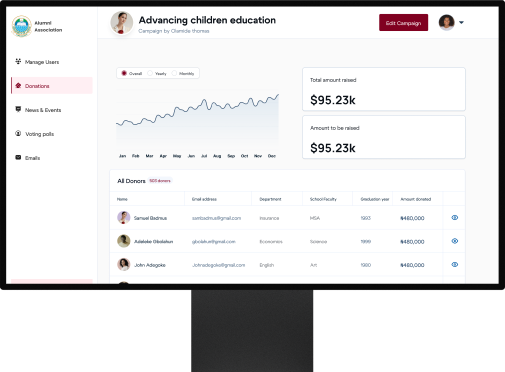 Alumni
Association
Manage Users
Donations
News & Events
Voting polls
Emails
Advancing children education
Campaign by Olamide thomas
Edit Campaign
Overall
Yearly
Monthly
Jan Feb Mar Apr May Jun Jul Aug Sep Oct Nov Dec
Total amount raised
$95.23k
Amount to be raised
$95.23k
All Donors 503 donors
Name Email address Department School Faculty Graduation year Amount donated
Samuel Badmus sambadmus@gmail.com Insurance MSA 1993 ₦480,000
Adeleke Gbolahun gbolahun@gmail.com Economics Science 1999 ₦480,000
John Adegoke Johnadegoke@gmail.com English Art 1980 ₦480,000